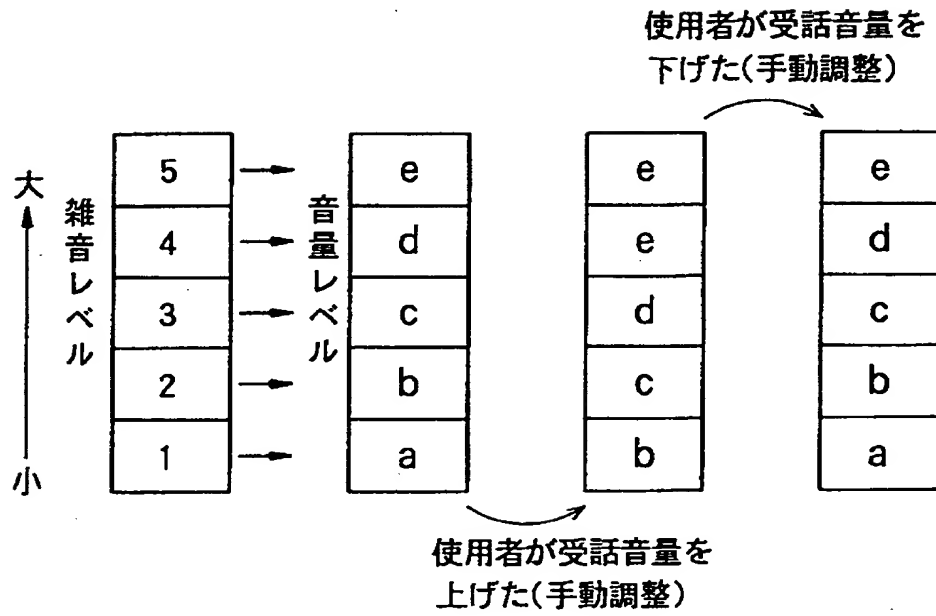 使用者が受話音量を
下げた(手動調整)
大
小
雑音レベル
5
4
3
2
1
音量レベル
e
d
c
b
a
e
e
d
c
b
e
d
c
b
a
使用者が受話音量を
上げた(手動調整)